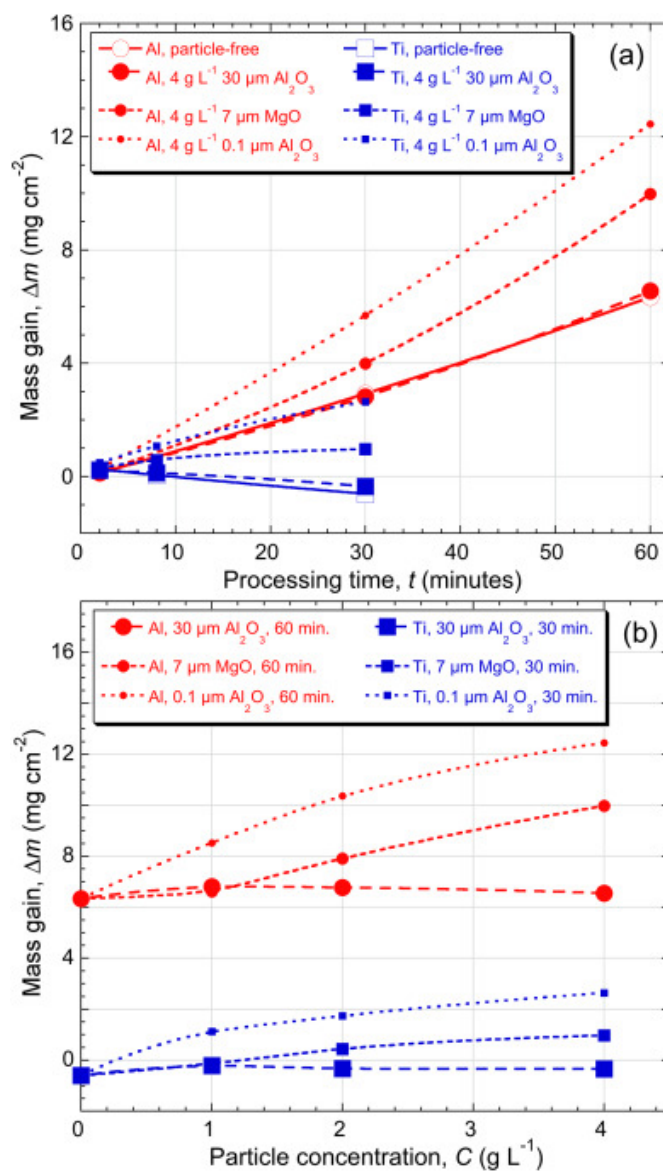 16
12
8
4
0
Mass gain, Δm (mg cm⁻²)
(a)
Al, particle-free
Al, 4 g L⁻¹ 30 μm Al₂O₃
Al, 4 g L⁻¹ 7 μm MgO
Al, 4 g L⁻¹ 0.1 μm Al₂O₃
Ti, particle-free
Ti, 4 g L⁻¹ 30 μm Al₂O₃
Ti, 4 g L⁻¹ 7 μm MgO
Ti, 4 g L⁻¹ 0.1 μm Al₂O₃
0 10 20 30 40 50 60
Processing time, t (minutes)
16
12
8
4
0
Mass gain, Δm (mg cm⁻²)
(b)
Al, 30 μm Al₂O₃, 60 min.
Al, 7 μm MgO, 60 min.
Al, 0.1 μm Al₂O₃, 60 min.
Ti, 30 μm Al₂O₃, 30 min.
Ti, 7 μm MgO, 30 min.
Ti, 0.1 μm Al₂O₃, 30 min.
0 1 2 3 4
Particle concentration, C (g L⁻¹)